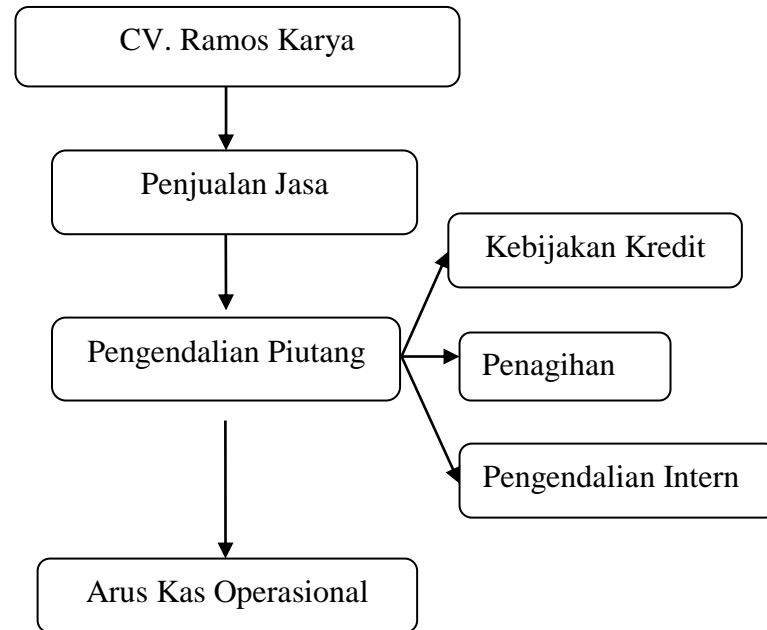 CV. Ramos Karya
Penjualan Jasa
Kebijakan Kredit
Pengendalian Piutang
Penagihan
Pengendalian Intern
Arus Kas Operasional